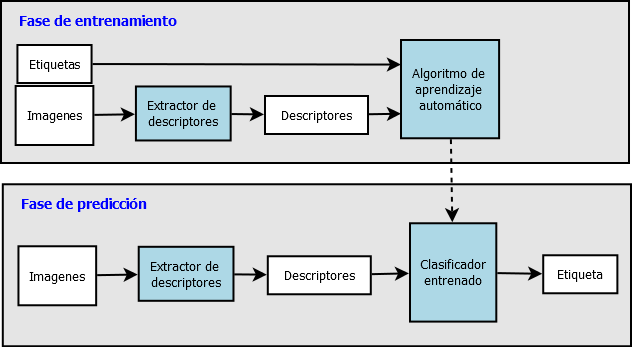 Fase de entrenamiento
Etiquetas
Imagenes
Extractor de
descriptores
Descriptores
Algoritmo de
aprendizaje
automático
Fase de predicción
Imagenes
Extractor de
descriptores
Descriptores
Clasificador
entrenado
Etiqueta